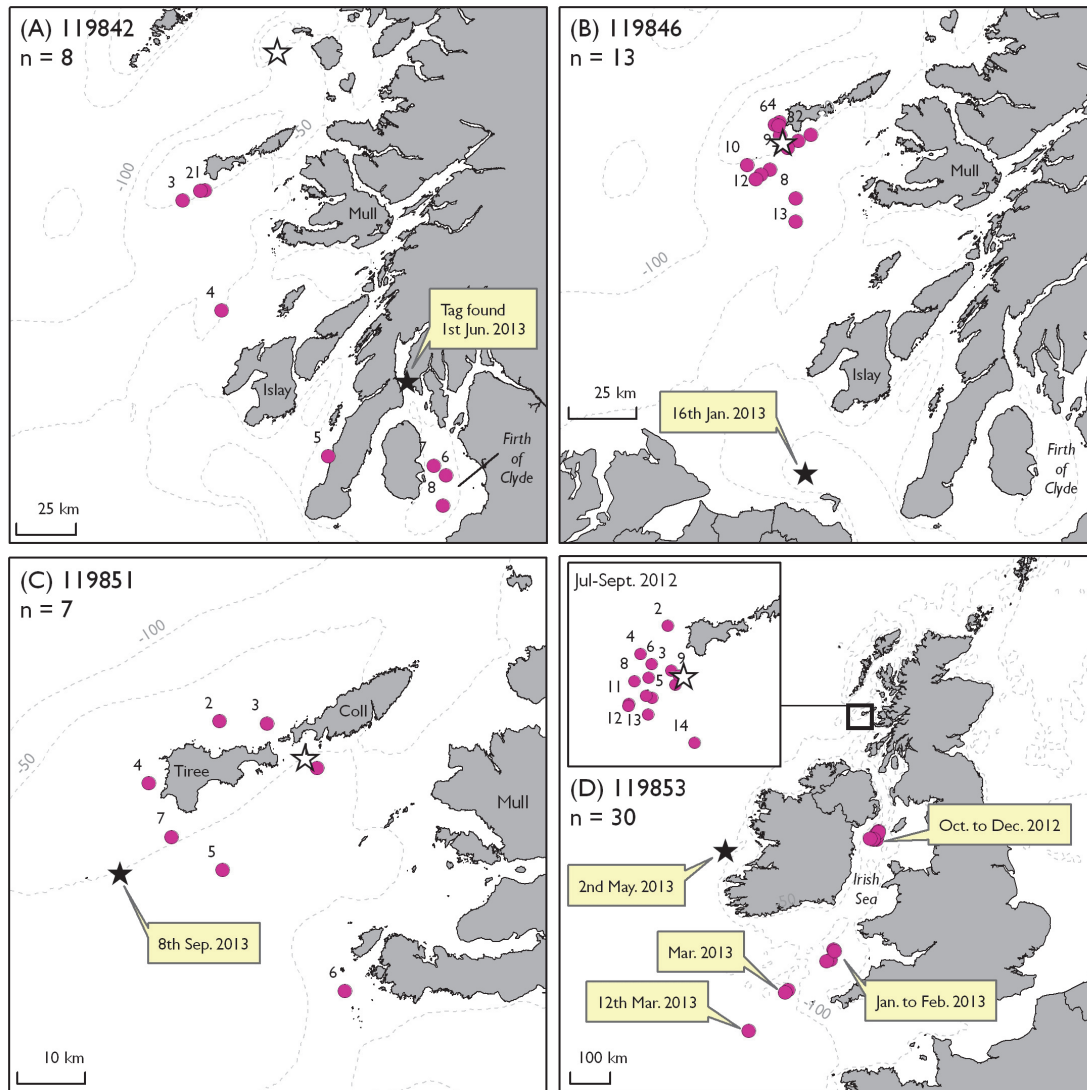 (A) 119842
n = 8
-50
-100
3
21
Mull
4
Tag found
1st Jun. 2013
Islay
5
7
6
8
Firth
of
Clyde
25 km
(B) 119846
n = 13
64
32
9
10
12
8
13
Mull
-100
Islay
25 km
16th Jan. 2013
Firth
of
Clyde
(C) 119851
n = 7
-100
2
3
Coll
-50
4
Tiree
Mull
7
5
8th Sep. 2013
6
10 km
Jul-Sept. 2012
2
4
6
3
9
8
5
11
12
13
14
(D) 119853
n = 30
Oct. to Dec. 2012
2nd May. 2013
Irish
Sea
-50
Mar. 2013
Jan. to Feb. 2013
12th Mar. 2013
-100
100 km